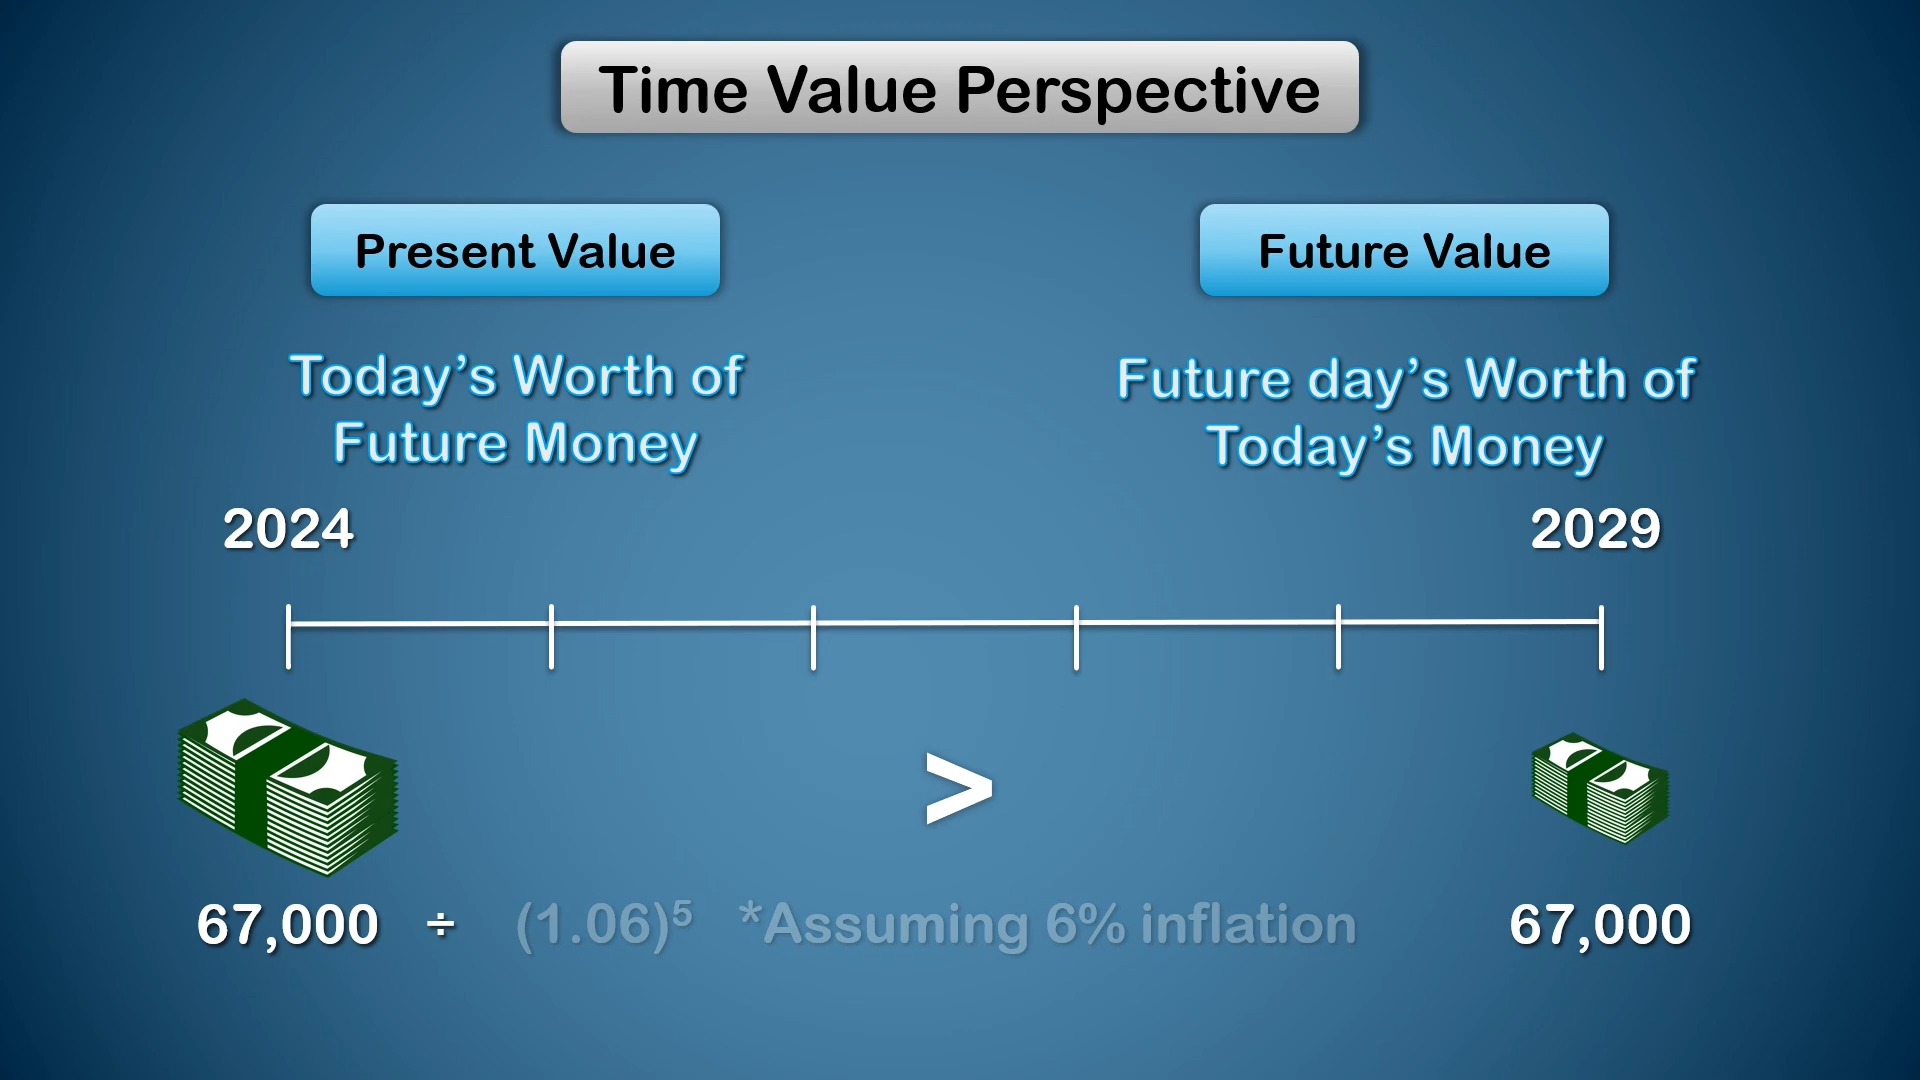 Time Value Perspective
Present Value
Future Value
Today’s Worth of
Future Money
Future day’s Worth of
Today’s Money
2024
2029
>
67,000 ÷ (1.06)⁵ *Assuming 6% inflation
67,000